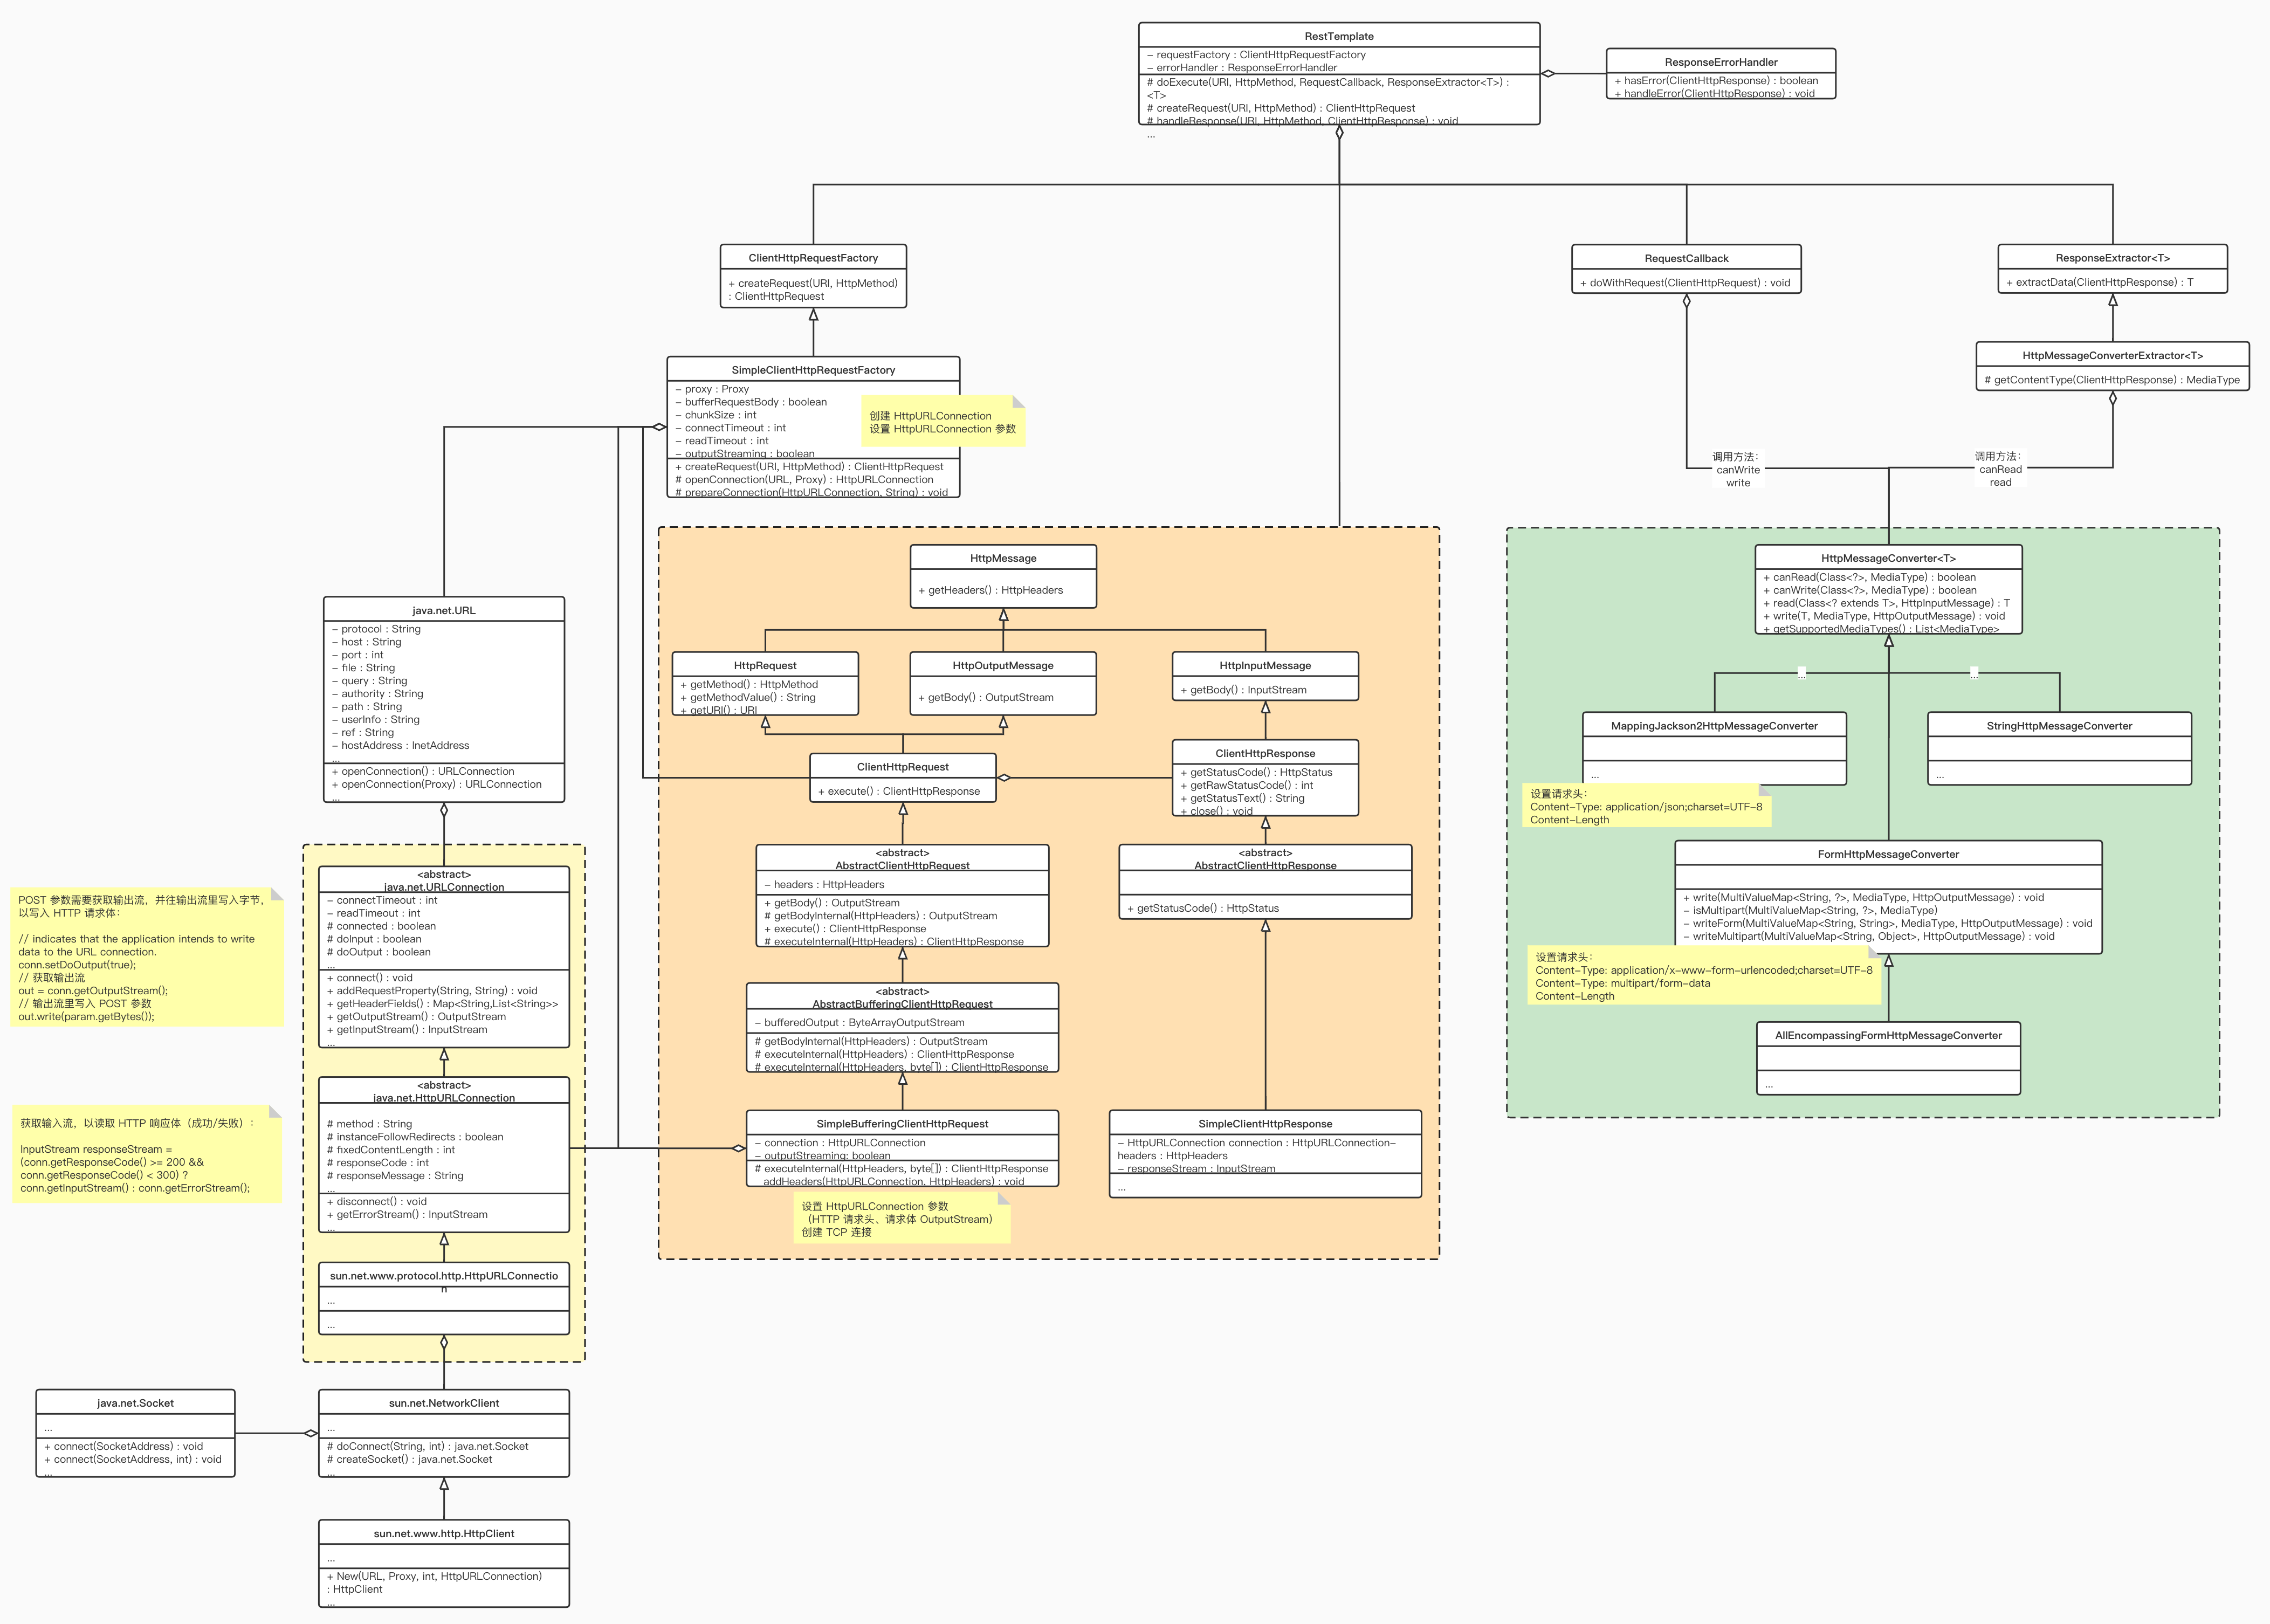 RestTemplate
– requestFactory : ClientHttpRequestFactory
– errorHandler : ResponseErrorHandler
# doExecute(URI, HttpMethod, RequestCallback, ResponseExtractor<T>) :
<T>
# createRequest(URI, HttpMethod) : ClientHttpRequest
# handleResponse(URI, HttpMethod, ClientHttpResponse) : void
...
ResponseErrorHandler
+ hasError(ClientHttpResponse) : boolean
+ handleError(ClientHttpResponse) : void
ClientHttpRequestFactory
+ createRequest(URI, HttpMethod)
: ClientHttpRequest
RequestCallback
+ doWithRequest(ClientHttpRequest) : void
ResponseExtractor<T>
+ extractData(ClientHttpResponse) : T
HttpMessageConverterExtractor<T>
# getContentType(ClientHttpResponse) : MediaType
SimpleClientHttpRequestFactory
– proxy : Proxy
– bufferRequestBody : boolean
– chunkSize : int
– connectTimeout : int
– readTimeout : int
– outputStreaming : boolean
+ createRequest(URI, HttpMethod) : ClientHttpRequest
# openConnection(URL, Proxy) : HttpURLConnection
# prepareConnection(HttpURLConnection, String) : void
创建 HttpURLConnection
设置 HttpURLConnection 参数
调用方法：
canWrite
write
调用方法：
canRead
read
HttpMessage
+ getHeaders() : HttpHeaders
HttpRequest
+ getMethod() : HttpMethod
+ getMethodValue() : String
+ getURI() : URI
HttpOutputMessage
+ getBody() : OutputStream
HttpInputMessage
+ getBody() : InputStream
ClientHttpRequest
+ execute() : ClientHttpResponse
ClientHttpResponse
+ getStatusCode() : HttpStatus
+ getRawStatusCode() : int
+ getStatusText() : String
+ close() : void
<abstract>
AbstractClientHttpRequest
– headers : HttpHeaders
+ getBody() : OutputStream
# getBodyInternal(HttpHeaders) : OutputStream
+ execute() : ClientHttpResponse
# executeInternal(HttpHeaders) : ClientHttpResponse
<abstract>
AbstractClientHttpResponse
+ getStatusCode() : HttpStatus
<abstract>
AbstractBufferingClientHttpRequest
– bufferedOutput : ByteArrayOutputStream
# getBodyInternal(HttpHeaders) : OutputStream
# executeInternal(HttpHeaders) : ClientHttpResponse
# executeInternal(HttpHeaders, byte[]) : ClientHttpResponse
SimpleBufferingClientHttpRequest
– connection : HttpURLConnection
– outputStreaming: boolean
# executeInternal(HttpHeaders, byte[]) : ClientHttpResponse
addHeaders(HttpURLConnection, HttpHeaders) : void
设置 HttpURLConnection 参数
（HTTP 请求头、请求体 OutputStream）
创建 TCP 连接
SimpleClientHttpResponse
– HttpURLConnection connection : HttpURLConnection–
headers : HttpHeaders
– responseStream : InputStream
...
HttpMessageConverter<T>
+ canRead(Class<?>, MediaType) : boolean
+ canWrite(Class<?>, MediaType) : boolean
+ read(Class<? extends T>, HttpInputMessage) : T
+ write(T, MediaType, HttpOutputMessage) : void
+ getSupportedMediaTypes() : List<MediaType>
...
...
MappingJackson2HttpMessageConverter
...
StringHttpMessageConverter
...
设置请求头：
Content–Type: application/json;charset=UTF–8
Content–Length
FormHttpMessageConverter
+ write(MultiValueMap<String, ?>, MediaType, HttpOutputMessage) : void
– isMultipart(MultiValueMap<String, ?>, MediaType)
– writeForm(MultiValueMap<String, String>, MediaType, HttpOutputMessage) : void
– writeMultipart(MultiValueMap<String, Object>, HttpOutputMessage) : void
设置请求头：
Content–Type: application/x–www–form–urlencoded;charset=UTF–8
Content–Type: multipart/form–data
Content–Length
AllEncompassingFormHttpMessageConverter
...
java.net.URL
– protocol : String
– host : String
– port : int
– file : String
– query : String
– authority : String
– path : String
– userInfo : String
– ref : String
– hostAddress : InetAddress
...
+ openConnection() : URLConnection
+ openConnection(Proxy) : URLConnection
...
<abstract>
java.net.URLConnection
– connectTimeout : int
– readTimeout : int
# connected : boolean
# doInput : boolean
# doOutput : boolean
...
+ connect() : void
+ addRequestProperty(String, String) : void
+ getHeaderFields() : Map<String,List<String>>
+ getOutputStream() : OutputStream
+ getInputStream() : InputStream
...
POST 参数需要获取输出流，并往输出流里写入字节，
以写入 HTTP 请求体：
// indicates that the application intends to write
data to the URL connection.
conn.setDoOutput(true);
// 获取输出流
out = conn.getOutputStream();
// 输出流里写入 POST 参数
out.write(param.getBytes());
<abstract>
java.net.HttpURLConnection
# method : String
# instanceFollowRedirects : boolean
# fixedContentLength : int
# responseCode : int
# responseMessage : String
...
+ disconnect() : void
+ getErrorStream() : InputStream
...
获取输入流，以读取 HTTP 响应体（成功/失败）：
InputStream responseStream =
(conn.getResponseCode() >= 200 &&
conn.getResponseCode() < 300) ?
conn.getInputStream() : conn.getErrorStream();
sun.net.www.protocol.http.HttpURLConnectio
n
...
...
java.net.Socket
...
+ connect(SocketAddress) : void
+ connect(SocketAddress, int) : void
...
sun.net.NetworkClient
...
# doConnect(String, int) : java.net.Socket
# createSocket() : java.net.Socket
...
sun.net.www.http.HttpClient
...
+ New(URL, Proxy, int, HttpURLConnection)
: HttpClient
...